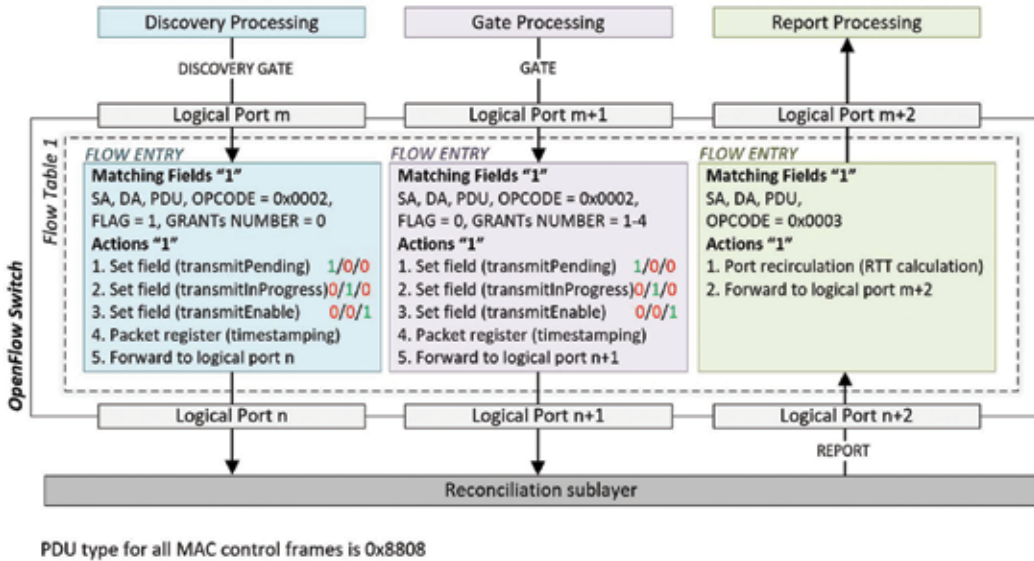 Discovery Processing
Gate Processing
Report Processing
DISCOVERY GATE
GATE
Logical Port m
Logical Port m+1
Logical Port m+2
OpenFlow Switch
Flow Table 1
FLOW ENTRY
Matching Fields "1"
SA, DA, PDU, OPCODE = 0x0002,
FLAG = 1, GRANTs NUMBER = 0
Actions "1"
1. Set field (transmitPending) 1/0/0
2. Set field (transmitInProgress)0/1/0
3. Set field (transmitEnable) 0/0/1
4. Packet register (timestamping)
5. Forward to logical port n
FLOW ENTRY
Matching Fields "1"
SA, DA, PDU, OPCODE = 0x0002,
FLAG = 0, GRANTs NUMBER = 1-4
Actions "1"
1. Set field (transmitPending) 1/0/0
2. Set field (transmitInProgress)0/1/0
3. Set field (transmitEnable) 0/0/1
4. Packet register (timestamping)
5. Forward to logical port n+1
FLOW ENTRY
Matching Fields "1"
SA, DA, PDU,
OPCODE = 0x0003
Actions "1"
1. Port recirculation (RTT calculation)
2. Forward to logical port m+2
Logical Port n
Logical Port n+1
Logical Port n+2
REPORT
Reconciliation sublayer
PDU type for all MAC control frames is 0x8808